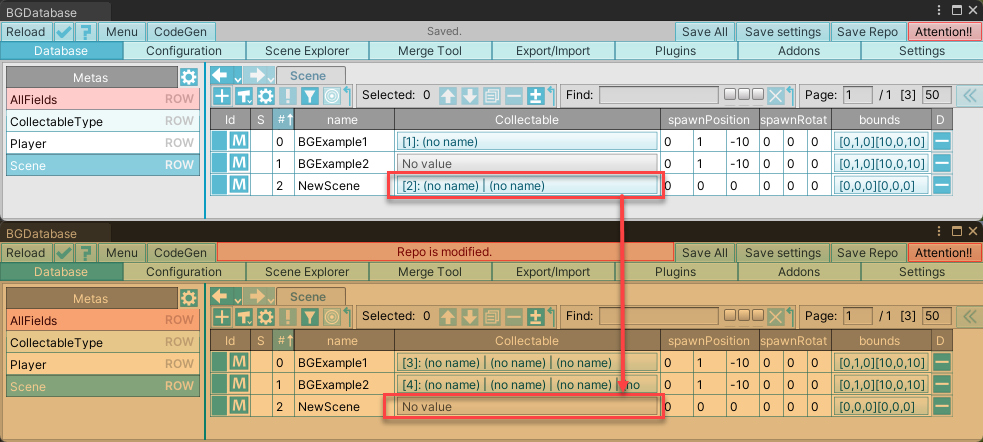 BGDatabase
Reload Menu CodeGen Saved. Save All Save settings Save Repo Attention!!
Database Configuration Scene Explorer Merge Tool Export/Import Plugins Addons Settings
Metas Scene
AllFields ROW Selected: 0 Find: Page: 1 / 1 [3] 50
CollectableType ROW Id S # name Collectable spawnPosition spawnRotat bounds D
Player ROW M 0 BGExample1 [1]: (no name) 0 1 -10 0 0 0 [0,1,0][10,0,10]
Scene ROW M 1 BGExample2 No value 0 1 -10 0 0 0 [0,1,0][10,0,10]
M 2 NewScene [2]: (no name) | (no name) 0 0 0 0 0 0 [0,0,0][0,0,0]
BGDatabase
Reload Menu CodeGen Repo is modified. Save All Save settings Save Repo Attention!!
Database Configuration Scene Explorer Merge Tool Export/Import Plugins Addons Settings
Metas Scene
AllFields ROW Selected: 0 Find: Page: 1 / 1 [3] 50
CollectableType ROW Id S # name Collectable spawnPosition spawnRotat bounds D
Player ROW M 0 BGExample1 [3]: (no name) | (no name) | (no name) 0 1 -10 0 0 0 [0,1,0][10,0,10]
Scene ROW M 1 BGExample2 [4]: (no name) | (no name) | (no name) | no 0 1 -10 0 0 0 [0,1,0][10,0,10]
M 2 NewScene No value 0 0 0 0 0 0 [0,0,0][0,0,0]